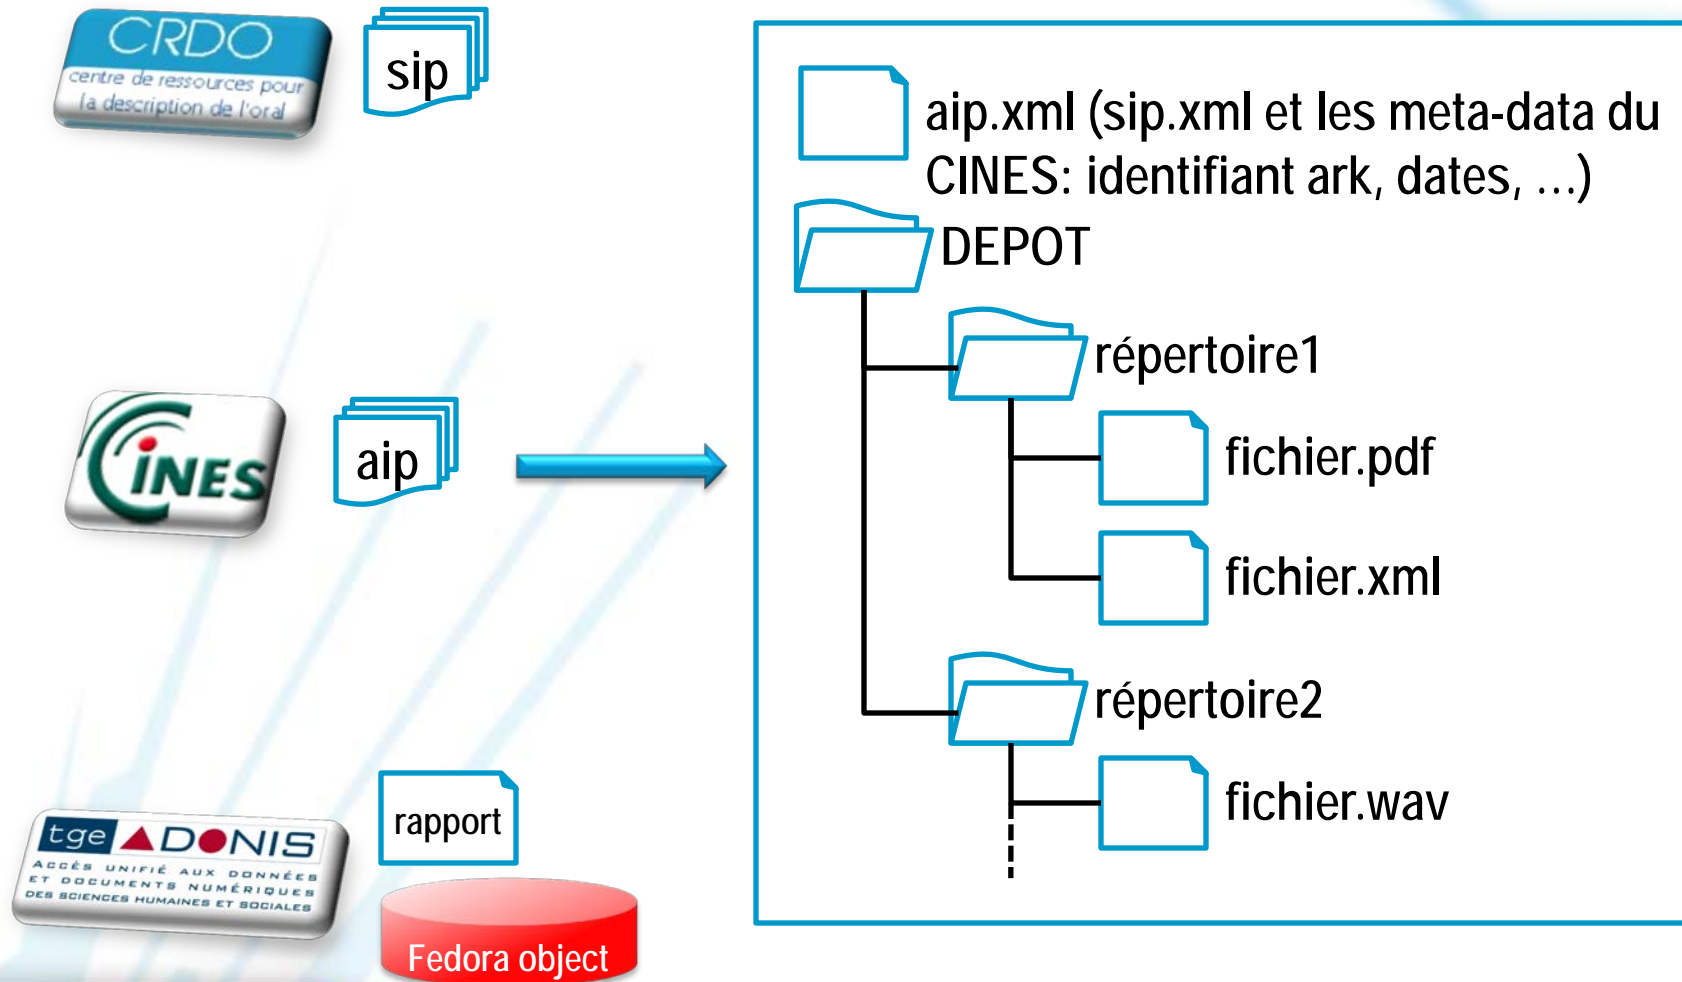 CRDO
centre de ressources pour
la description de l'oral
sip
aip.xml (sip.xml et les meta-data du
CINES: identifiant ark, dates, …)
DEPOT
répertoire1
fichier.pdf
fichier.xml
répertoire2
fichier.wav
CINES
aip
tge ADONIS
ACCÈS UNIFIÉ AUX DONNÉES
ET DOCUMENTS NUMÉRIQUES
DES SCIENCES HUMAINES ET SOCIALES
rapport
Fedora object